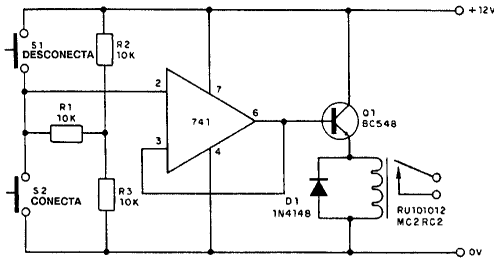 +12V
S1
DESCONECTA
R2
10K
R1
10K
2
3
7
741
6
4
Q1
BC548
S2
CONECTA
R3
10K
D1
1N4148
RU101012
MC2RC2
0V